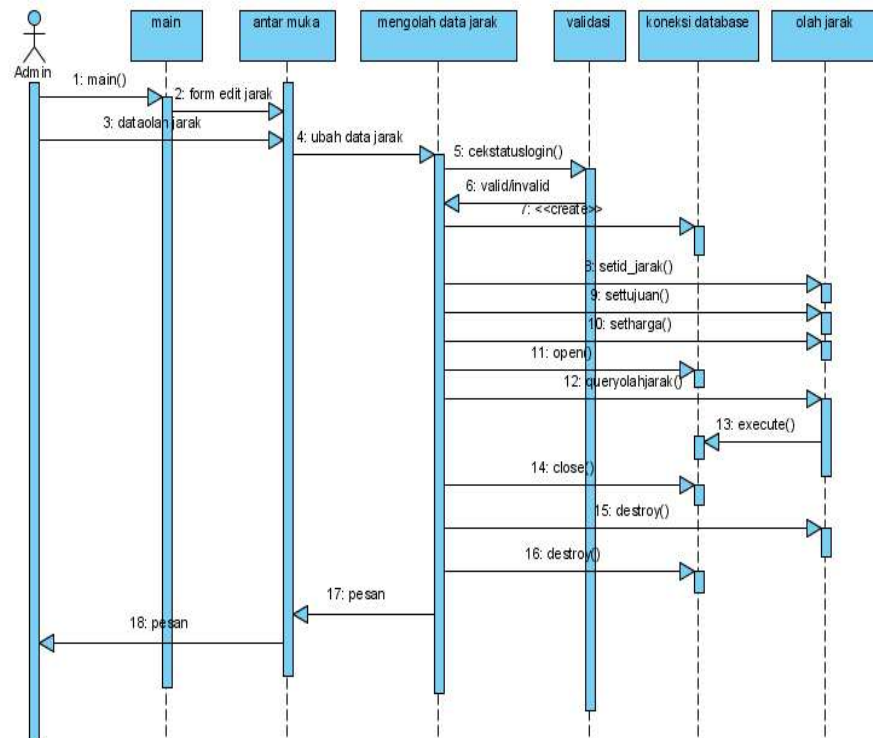 main
antar muka
mengolah data jarak
validasi
koneksi database
olah jarak
Admin
1: main()
2: form edit jarak
3: dataolah jarak
4: ubah data jarak
5: cekstatuslogin()
6: valid/invalid
7: <<create>>
8: setid_jarak()
9: settujuan()
10: setharga()
11: open()
12: queryolahjarak()
13: execute()
14: close()
15: destroy()
16: destroy()
17: pesan
18: pesan